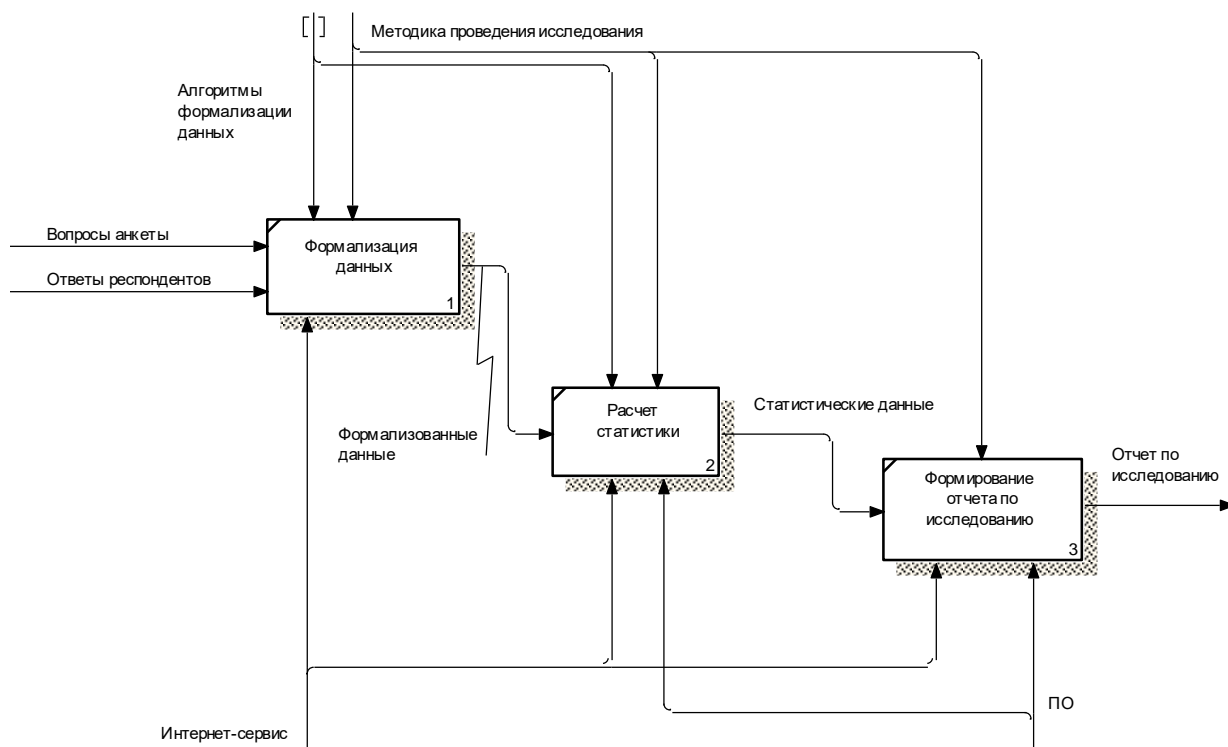 Методика проведения исследования
Алгоритмы
формализации
данных
Вопросы анкеты
Ответы респондентов
Формализация
данных
1
Формализованные
данные
Расчет
статистики
2
Статистические данные
Формирование
отчета по
исследованию
3
Отчет по
исследованию
Интернет-сервис
ПО